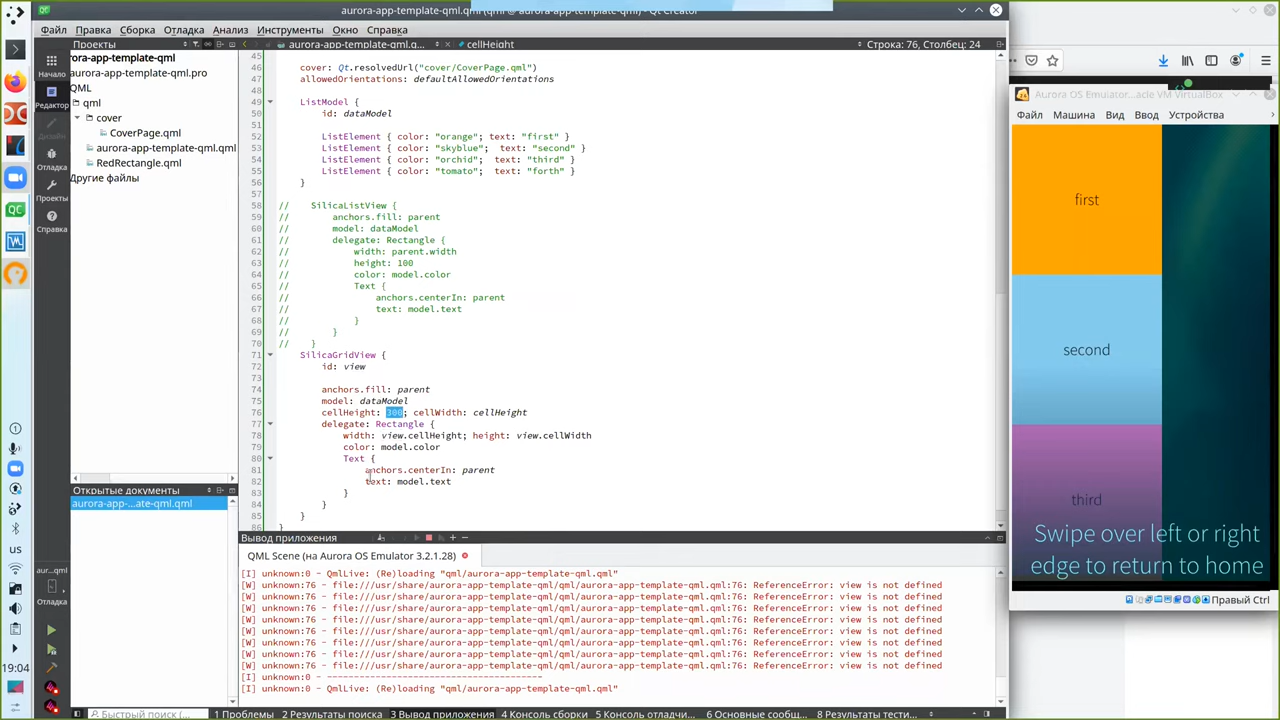 aurora-app-template-qml.qml (qml @ aurora-app-template-qml) - Qt Creator
Файл Правка Сборка Отладка Анализ Инструменты Окно Справка
Проекты
aurora-app-template-qml.q...
cellHeight
Строка: 76, Столбец: 24
Начало
Редактор
Дизайн
Отладка
Проекты
Справка
ora-app-template-qml
aurora-app-template-qml.pro
QML
qml
cover
CoverPage.qml
aurora-app-template-qml.qml
RedRectangle.qml
Другие файлы
45
46 cover: Qt.resolvedUrl("cover/CoverPage.qml")
47 allowedOrientations: defaultAllowedOrientations
48
49 ListModel {
50 id: dataModel
51
52 ListElement { color: "orange"; text: "first" }
53 ListElement { color: "skyblue"; text: "second" }
54 ListElement { color: "orchid"; text: "third" }
55 ListElement { color: "tomato"; text: "forth" }
56 }
57
58 // SilicaListView {
59 // anchors.fill: parent
60 // model: dataModel
61 // delegate: Rectangle {
62 // width: parent.width
63 // height: 100
64 // color: model.color
65 // Text {
66 // anchors.centerIn: parent
67 // text: model.text
68 // }
69 // }
70 // }
71 SilicaGridView {
72 id: view
73
74 anchors.fill: parent
75 model: dataModel
76 cellHeight: 300; cellWidth: cellHeight
77 delegate: Rectangle {
78 width: view.cellHeight; height: view.cellWidth
79 color: model.color
80 Text {
81 anchors.centerIn: parent
82 text: model.text
83 }
84 }
85 }
86 }
Открытые документы
aurora-app-...ate-qml.qml
Вывод приложения
QML Scene (на Aurora OS Emulator 3.2.1.28)
[I] unknown:0 - QmlLive: (Re)loading "qml/aurora-app-template-qml.qml"
[W] unknown:76 - file:///usr/share/aurora-app-template-qml/qml/aurora-app-template-qml.qml:76: ReferenceError: view is not defined
[W] unknown:76 - file:///usr/share/aurora-app-template-qml/qml/aurora-app-template-qml.qml:76: ReferenceError: view is not defined
[W] unknown:76 - file:///usr/share/aurora-app-template-qml/qml/aurora-app-template-qml.qml:76: ReferenceError: view is not defined
[W] unknown:76 - file:///usr/share/aurora-app-template-qml/qml/aurora-app-template-qml.qml:76: ReferenceError: view is not defined
[W] unknown:76 - file:///usr/share/aurora-app-template-qml/qml/aurora-app-template-qml.qml:76: ReferenceError: view is not defined
[W] unknown:76 - file:///usr/share/aurora-app-template-qml/qml/aurora-app-template-qml.qml:76: ReferenceError: view is not defined
[W] unknown:76 - file:///usr/share/aurora-app-template-qml/qml/aurora-app-template-qml.qml:76: ReferenceError: view is not defined
[W] unknown:76 - file:///usr/share/aurora-app-template-qml/qml/aurora-app-template-qml.qml:76: ReferenceError: view is not defined
[I] unknown:0 - ----------------------------------------
[I] unknown:0 - QmlLive: (Re)loading "qml/aurora-app-template-qml.qml"
us
19:04
aur...qml
Отладка
Быстрый поиск (...
1 Проблемы 2 Результаты поиска 3 Вывод приложения 4 Консоль сборки 5 Консоль отладчи... 6 Основные сообщ... 8 Результаты тести...
Aurora OS Emulator...acle VM VirtualBox
Файл Машина Вид Ввод Устройства
first
second
third
Swipe over left or right
edge to return to home
Правый Ctrl